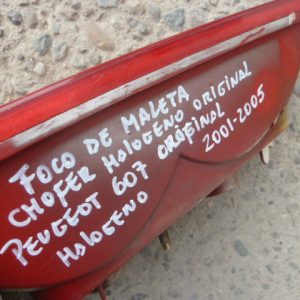 FOCO DE MALETA
CHOFER HALOGENO ORIGINAL
PEUGEOT 607 ORIGINAL
HALOGENO 2001-2005